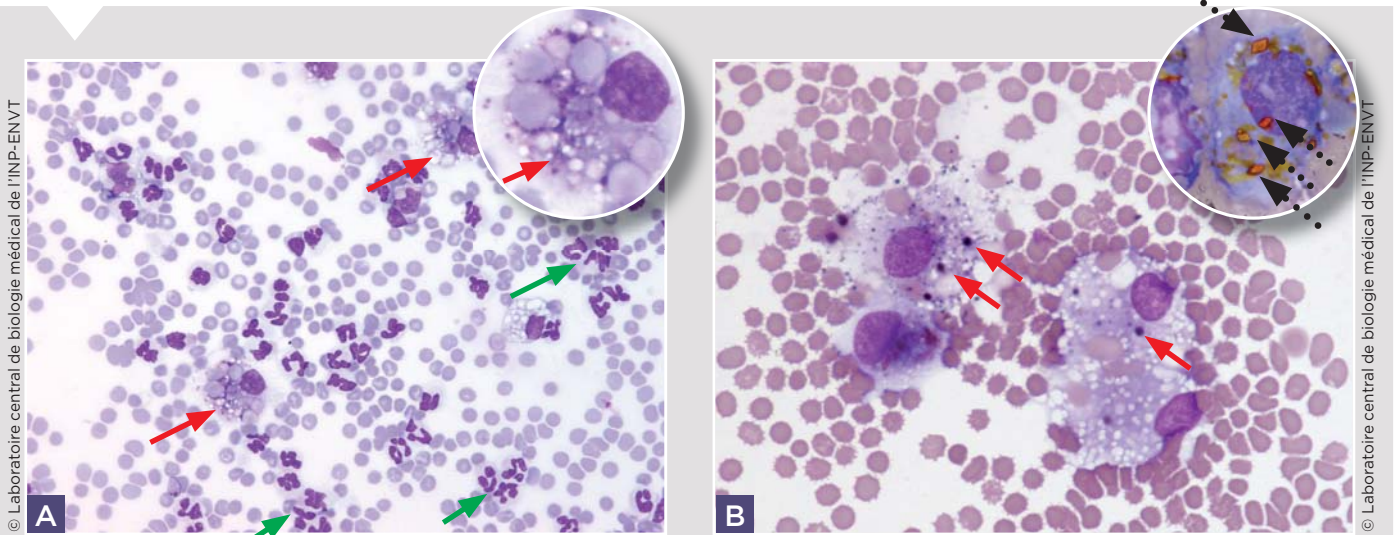 © Laboratoire central de biologie médical de l'INP-ENVT
A
B
© Laboratoire central de biologie médical de l'INP-ENVT